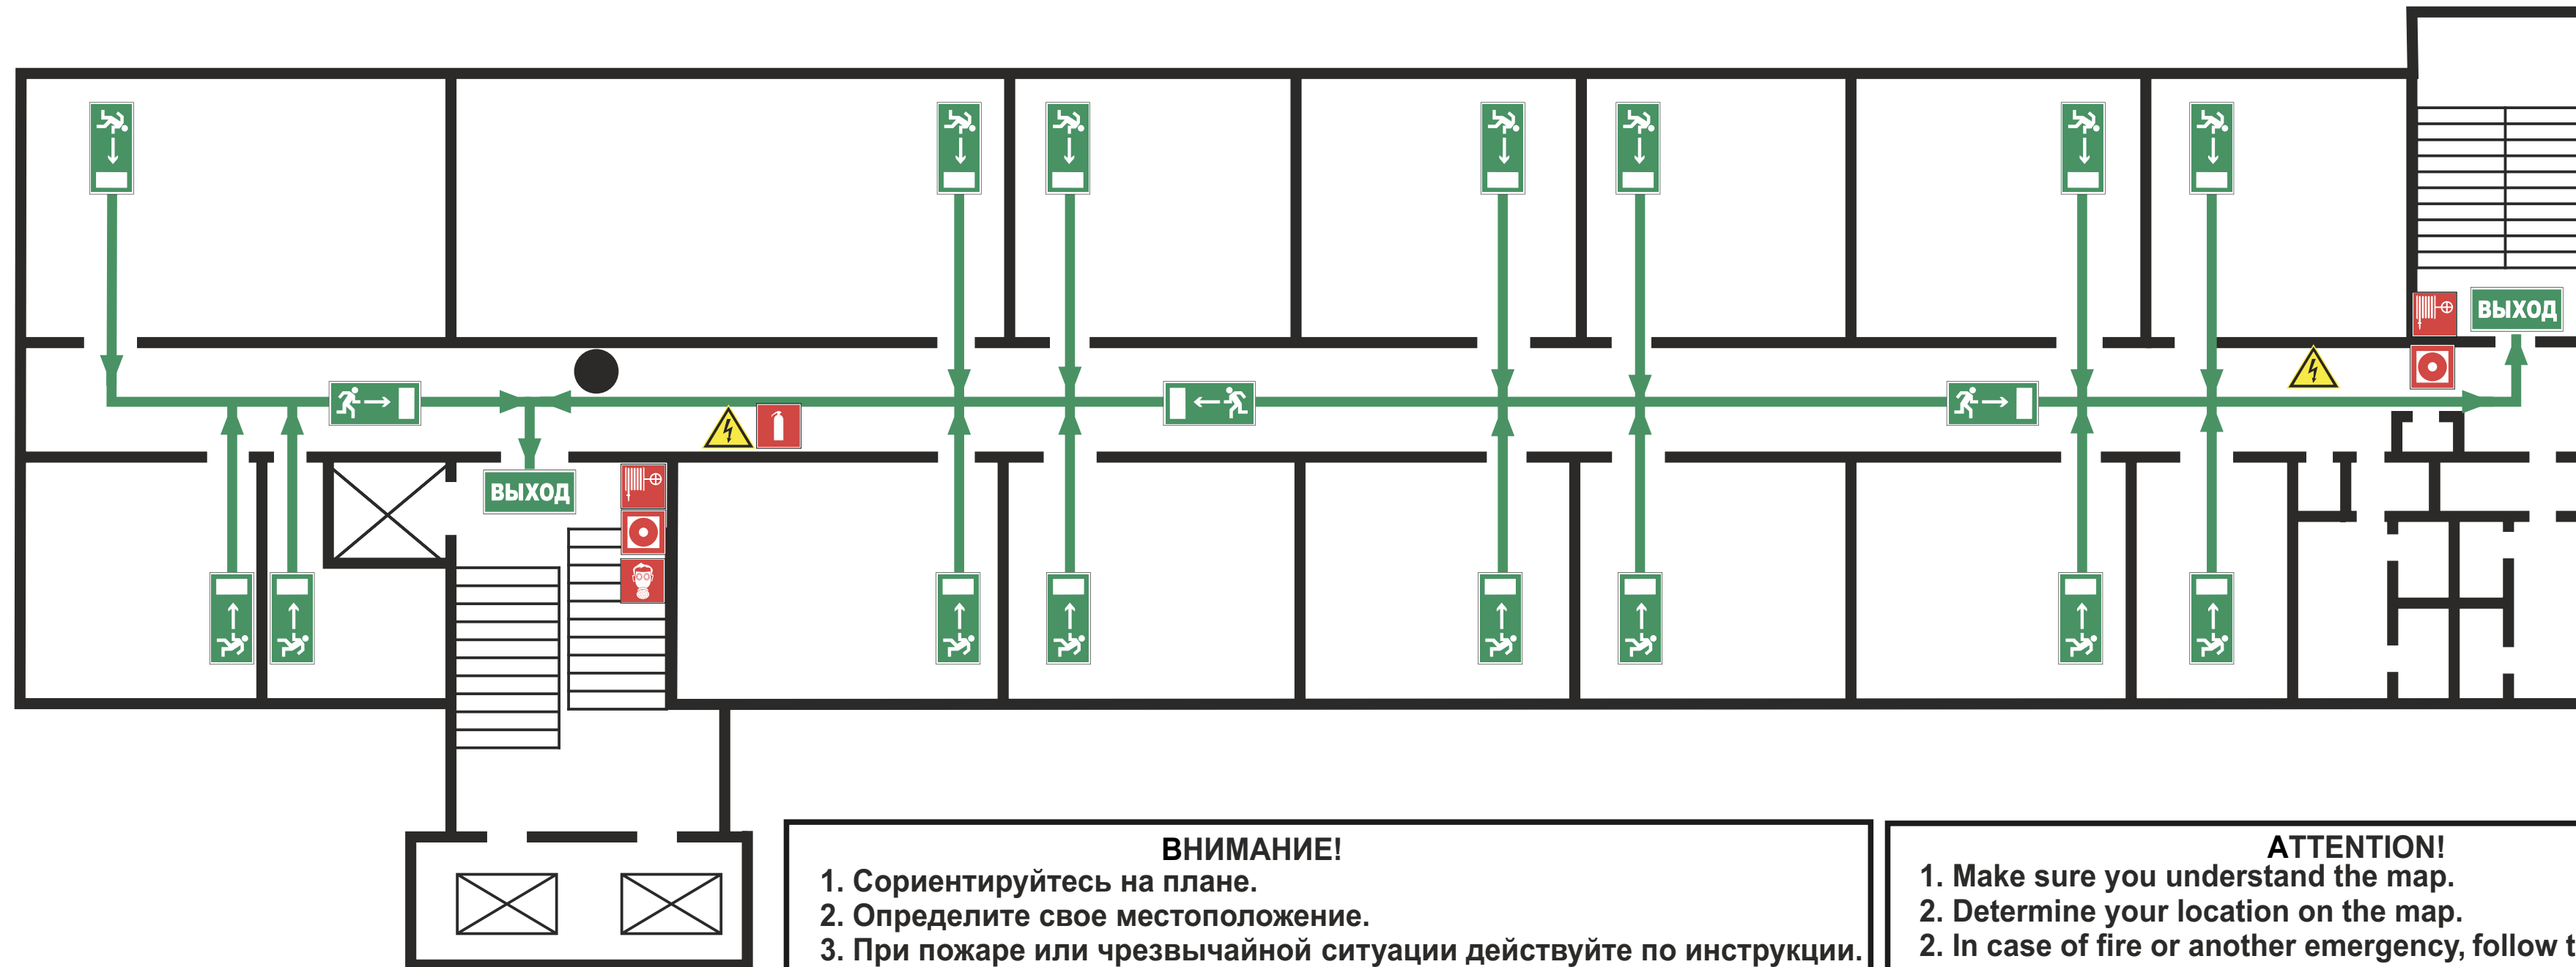 ВЫХОД
ВЫХОД
ВНИМАНИЕ!
1. Сориентируйтесь на плане.
2. Определите свое местоположение.
3. При пожаре или чрезвычайной ситуации действуйте по инструкции.
ATTENTION!
1. Make sure you understand the map.
2. Determine your location on the map.
2. In case of fire or another emergency, follow